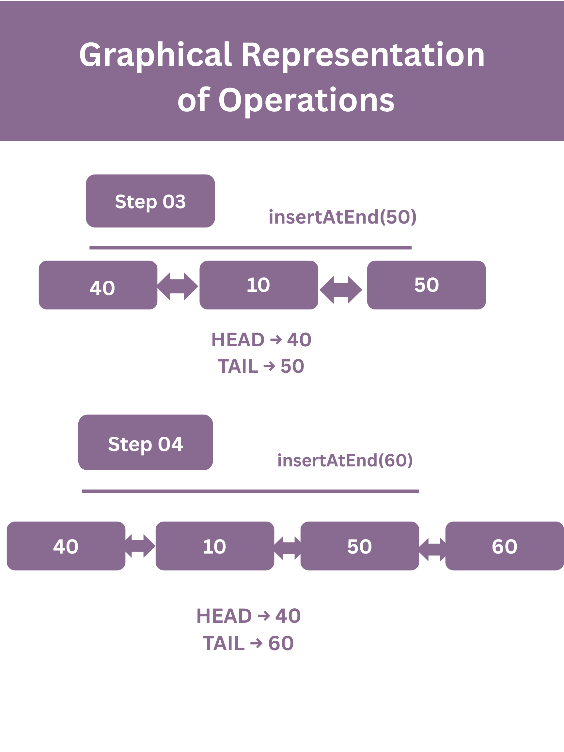 Graphical Representation
of Operations
Step 03
insertAtEnd(50)
40
10
50
HEAD → 40
TAIL → 50
Step 04
insertAtEnd(60)
40
10
50
60
HEAD → 40
TAIL → 60